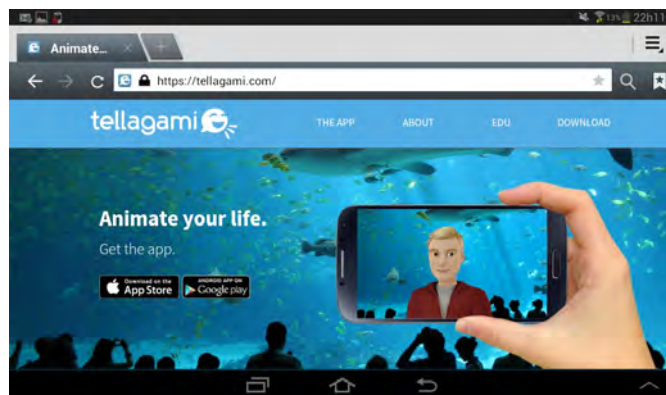 13% 22h11
Animate...
https://tellagami.com/
tellagami
THE APP ABOUT EDU DOWNLOAD
Animate your life.
Get the app.
Download on the
App Store
ANDROID APP ON
Google play